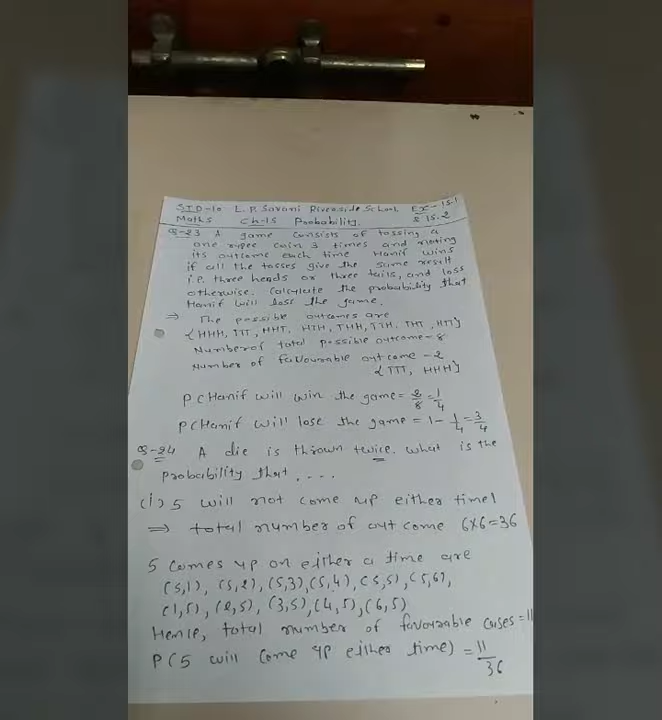 STD-10 L.P. Savani Riverside School Ex-15.1
Maths Ch-15 Probability. & 15.2
Q-23 A game consists of tossing a
one rupee coin 3 times and noting
its outcome each time Hanif wins
if all the tosses give the same result
i.e. three heads or three tails, and loss
otherwise. Calculate the probability that
Hanif will lose the game.
⇒ The possible outcomes are
{HHH, TTT, HHT, HTH, THH, TTH, THT, HTT}
Number of total possible outcome = 8
Number of favourable outcome = 2
{TTT, HHH}
P(Hanif will win the game = 2/8 = 1/4
P(Hanif will lose the game = 1 - 1/4 = 3/4
Q-24 A die is thrown twice. what is the
probability that, ....
(i) 5 will not come up either time!
⇒ total number of out come 6x6=36
5 comes up on either a time are
(5,1), (5,2), (5,3), (5,4), (5,5), (5,6),
(1,5), (2,5), (3,5), (4,5), (6,5)
Hence, total number of favourable cases = 11
P(5 will come up either time) = 11/36